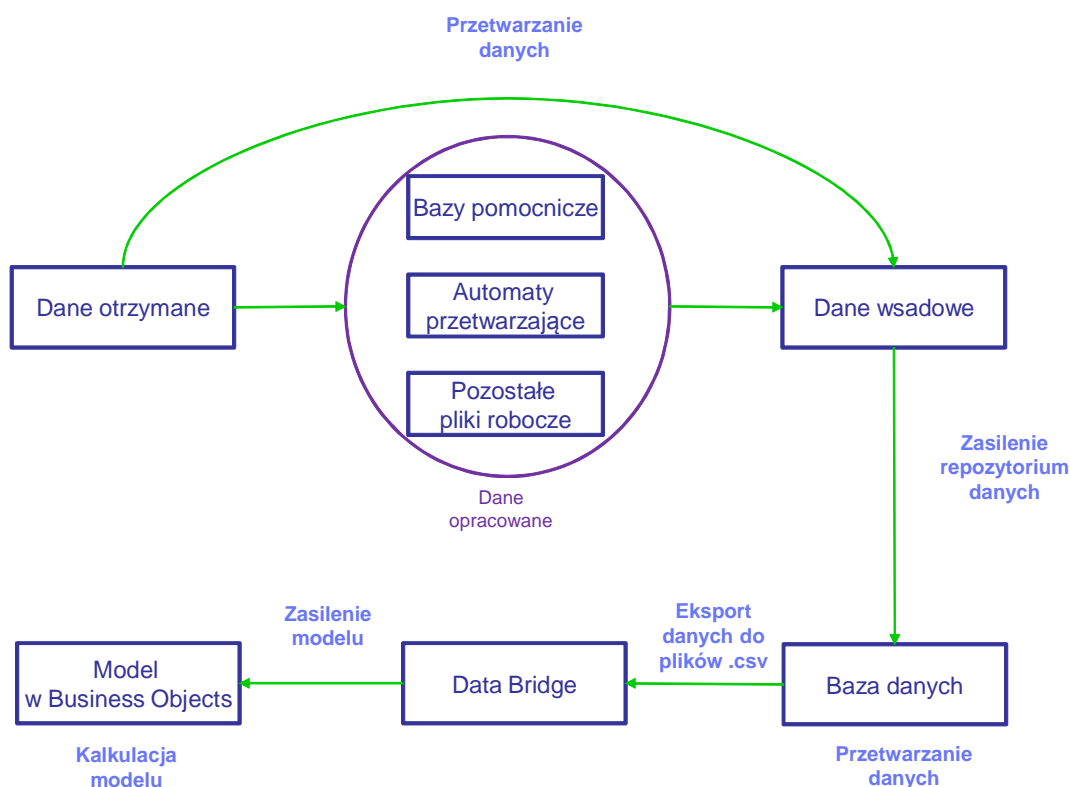 Przetwarzanie
danych
Bazy pomocnicze
Dane otrzymane
Automaty
przetwarzające
Dane wsadowe
Pozostałe
pliki robocze
Dane
opracowane
Zasilenie
repozytorium
danych
Zasilenie
modelu
Eksport
danych do
plików .csv
Model
w Business Objects
Data Bridge
Baza danych
Kalkulacja
modelu
Przetwarzanie
danych